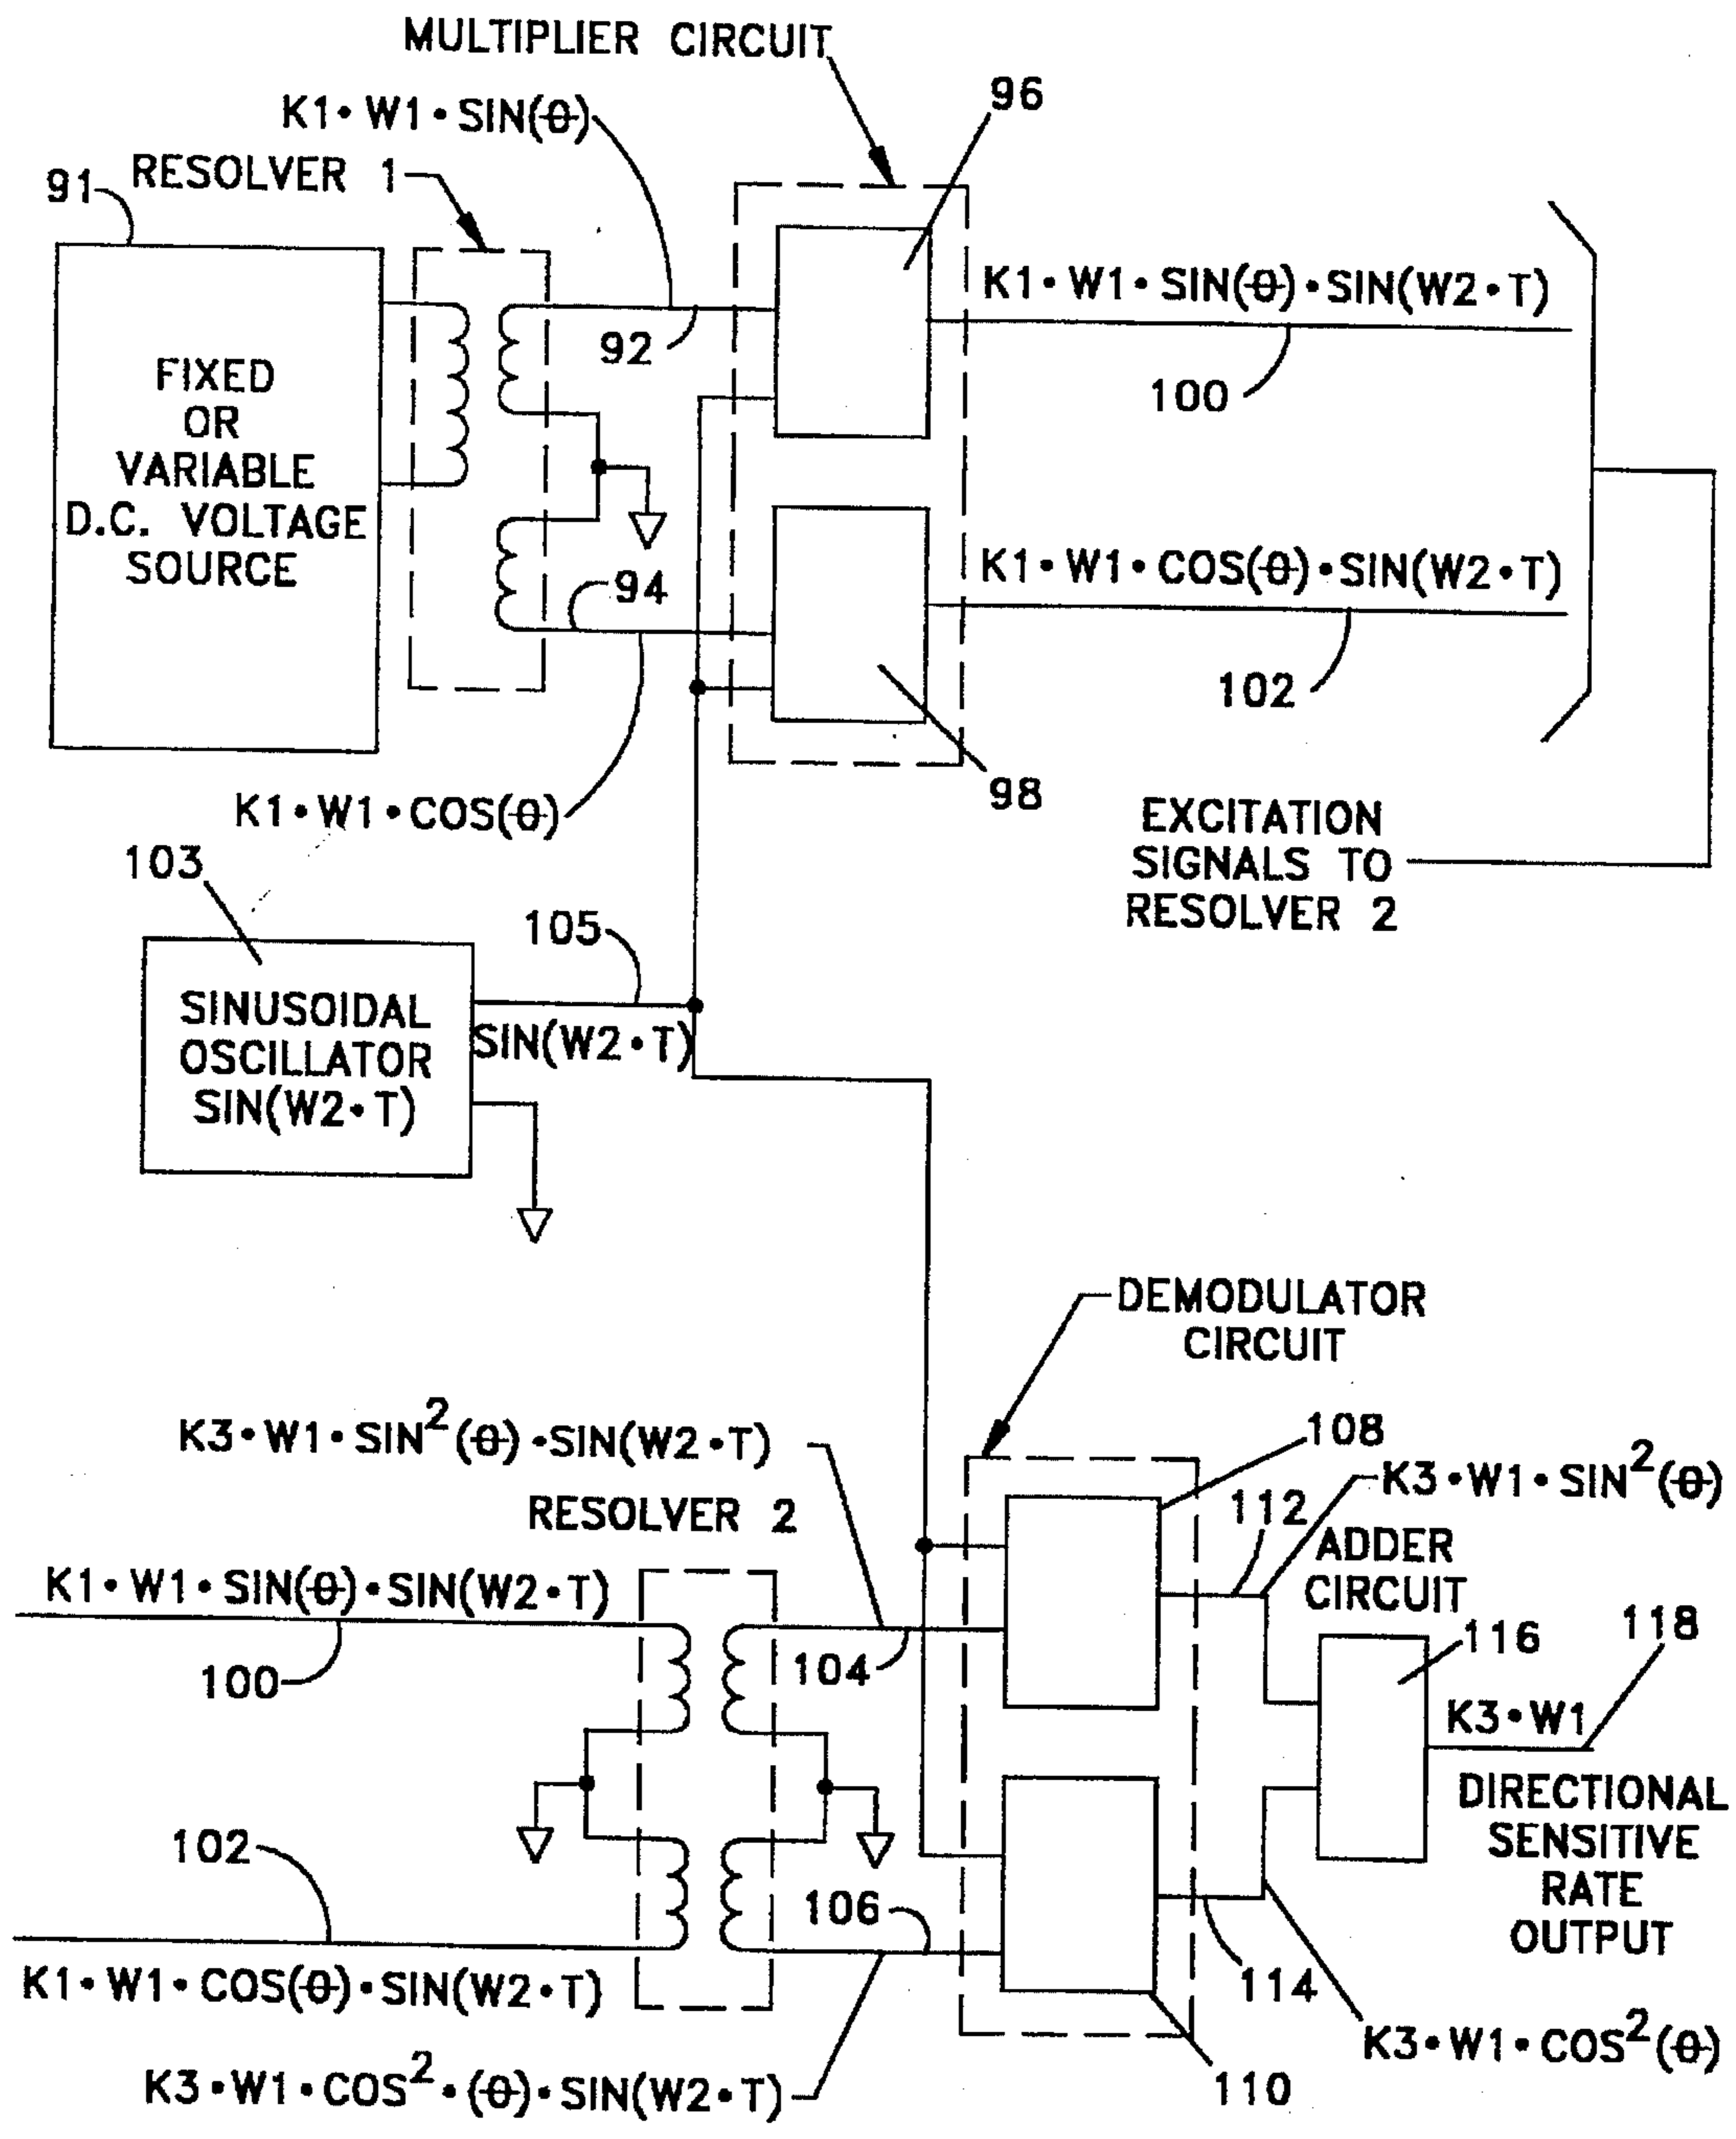 MULTIPLIER CIRCUIT
K1•W1•SIN(θ)
96
RESOLVER 1
91
FIXED
OR
VARIABLE
D.C. VOLTAGE
SOURCE
92
K1•W1•SIN(θ)•SIN(W2•T)
100
94
K1•W1•COS(θ)•SIN(W2•T)
102
98
K1•W1•COS(θ)
EXCITATION
SIGNALS TO
RESOLVER 2
103
105
SINUSOIDAL
OSCILLATOR
SIN(W2•T)
SIN(W2•T)
DEMODULATOR
CIRCUIT
K3•W1•SIN²(θ)•SIN(W2•T)
108
K3•W1•SIN²(θ)
RESOLVER 2
112
ADDER
CIRCUIT
K1•W1•SIN(θ)•SIN(W2•T)
100
104
116
118
K3•W1
DIRECTIONAL
SENSITIVE
RATE
OUTPUT
102
106
K1•W1•COS(θ)•SIN(W2•T)
114
K3•W1•COS²(θ)
K3•W1•COS²•(θ)•SIN(W2•T)
110